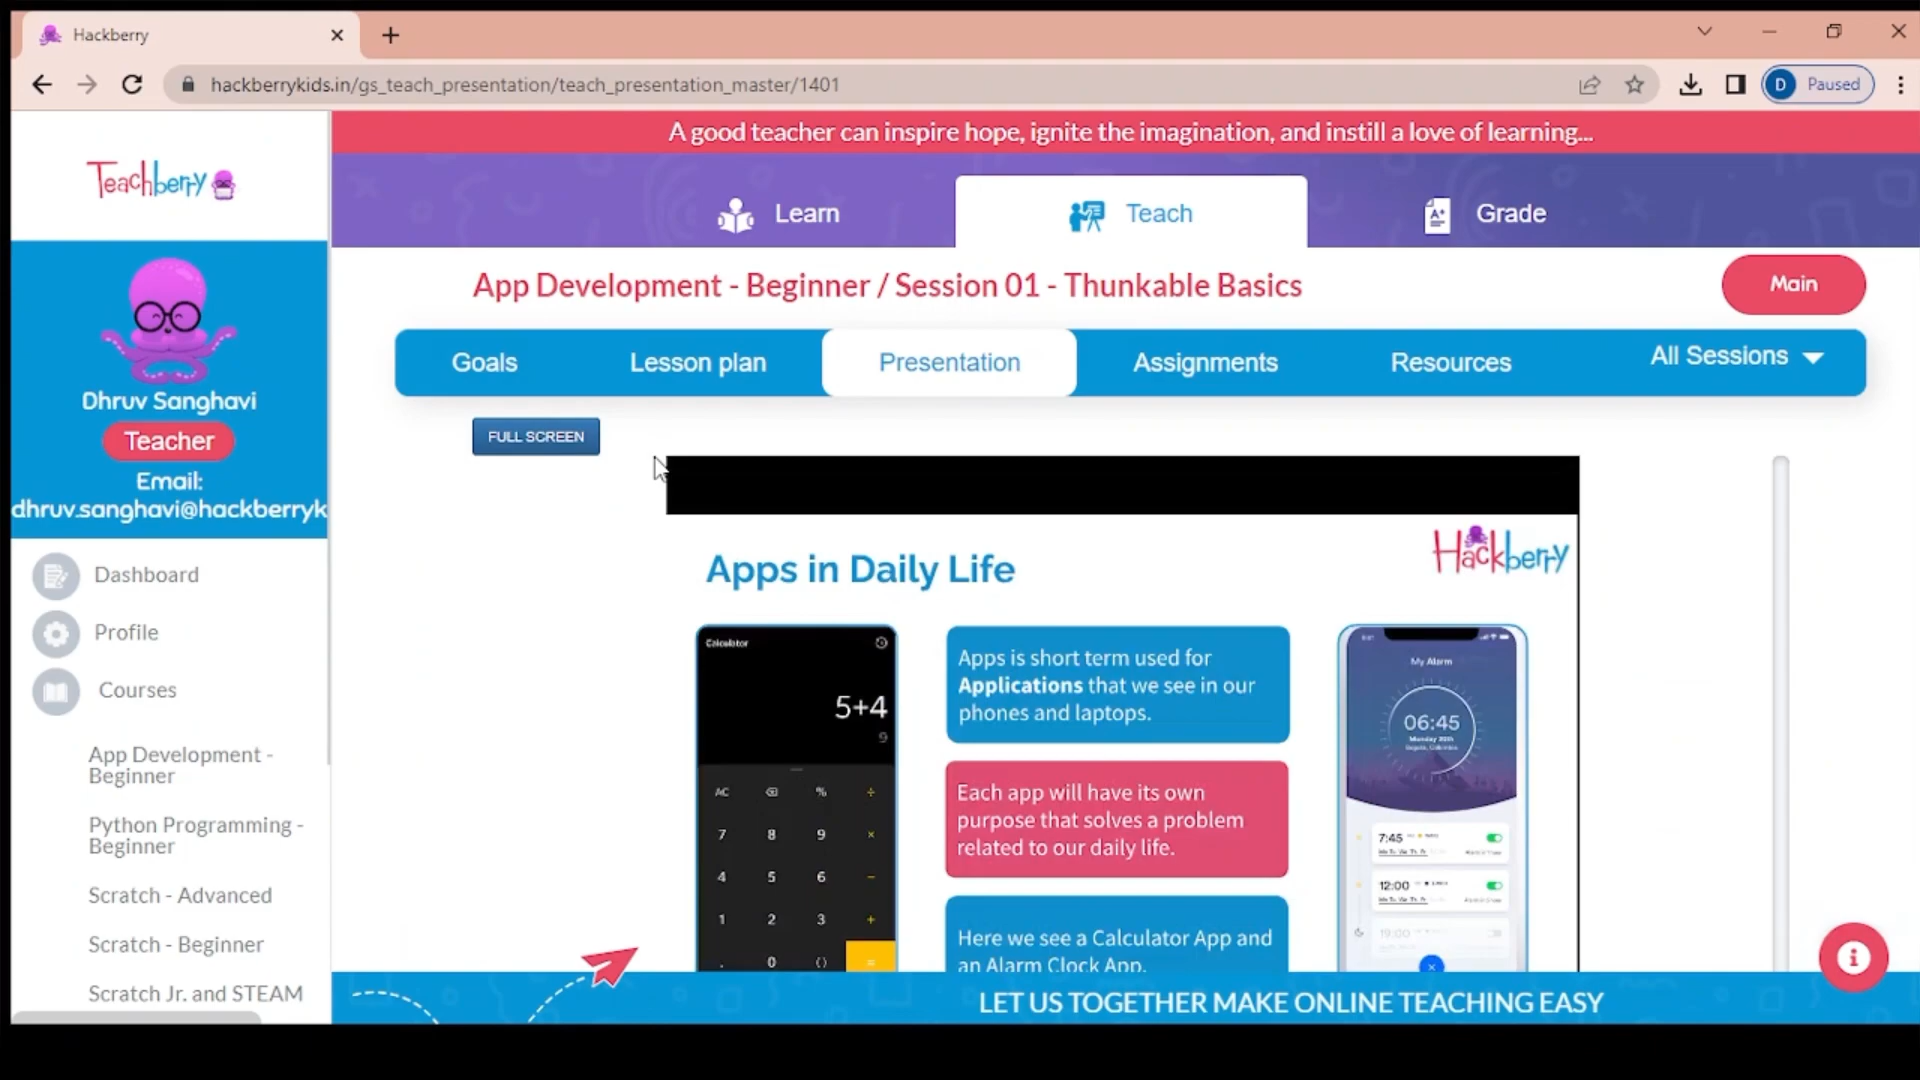 Hackberry
hackberrykids.in/gs_teach_presentation/teach_presentation_master/1401
D Paused
A good teacher can inspire hope, ignite the imagination, and instill a love of learning...
Teachberry
Learn
Teach
A+
Grade
App Development - Beginner / Session 01 - Thunkable Basics
Main
Goals
Lesson plan
Presentation
Assignments
Resources
All Sessions
Dhruv Sanghavi
Teacher
Email:
dhruv.sanghavi@hackberryk
FULL SCREEN
Dashboard
Profile
Courses
App Development -
Beginner
Python Programming -
Beginner
Scratch - Advanced
Scratch - Beginner
Scratch Jr. and STEAM
Apps in Daily Life
Hackberry
Calculator
5+4
9
AC % ÷
7 8 9 ×
4 5 6 −
1 2 3 +
. 0 () =
Apps is short term used for
Applications that we see in our
phones and laptops.
Each app will have its own
purpose that solves a problem
related to our daily life.
Here we see a Calculator App and
an Alarm Clock App.
My Alarm
06:45
7:45
12:00
19:00
LET US TOGETHER MAKE ONLINE TEACHING EASY